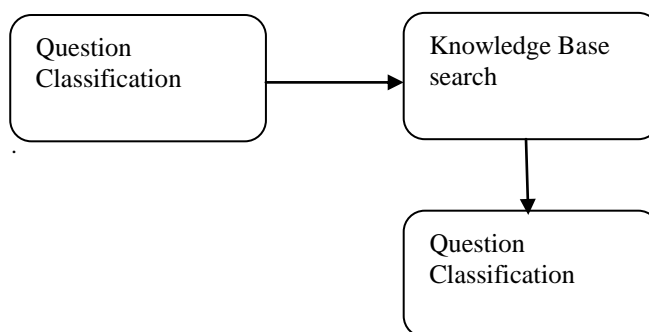 Question
Classification
Knowledge Base
search
.
Question
Classification